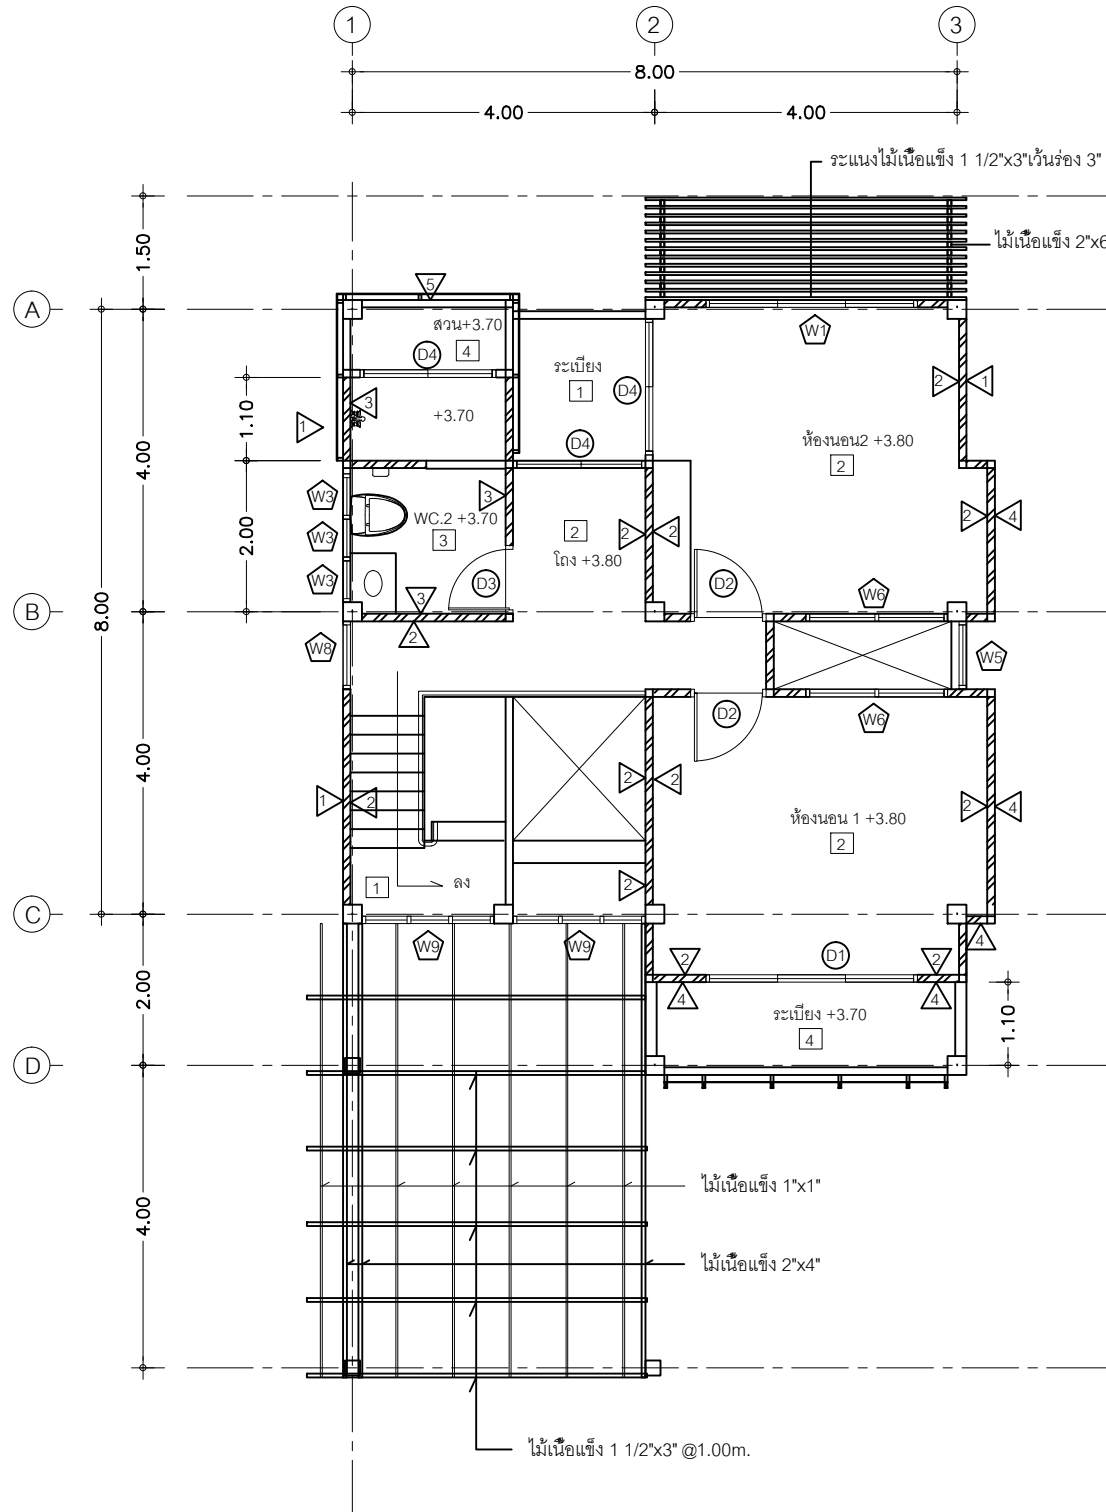 1 2 3
8.00
4.00 4.00
ระแนงไม้เนื้อแข็ง 1 1/2"x3"เว้นร่อง 3"
ไม้เนื้อแข็ง 2"x6
1.50
5
A
สวน+3.70
W1
D4 4
ระเบียง
1 D4
2 1
3
+3.70
1
1.10
4.00
D4
ห้องนอน2 +3.80
2
W3
3
WC.2 +3.70
3
2
2 2
2 4
W3
โถง +3.80
2.00
W3
D3
D2
3
W6
8.00
B
2
W8
W5
D2
W6
4.00
1 2
2 2
2 4
ห้องนอน 1 +3.80
2
1
ลง
2
C
W9 W9
4
2 D1 2
4 4
2.00
ระเบียง +3.70
4
1.10
D
ไม้เนื้อแข็ง 1"x1"
4.00
ไม้เนื้อแข็ง 2"x4"
ไม้เนื้อแข็ง 1 1/2"x3" @1.00m.